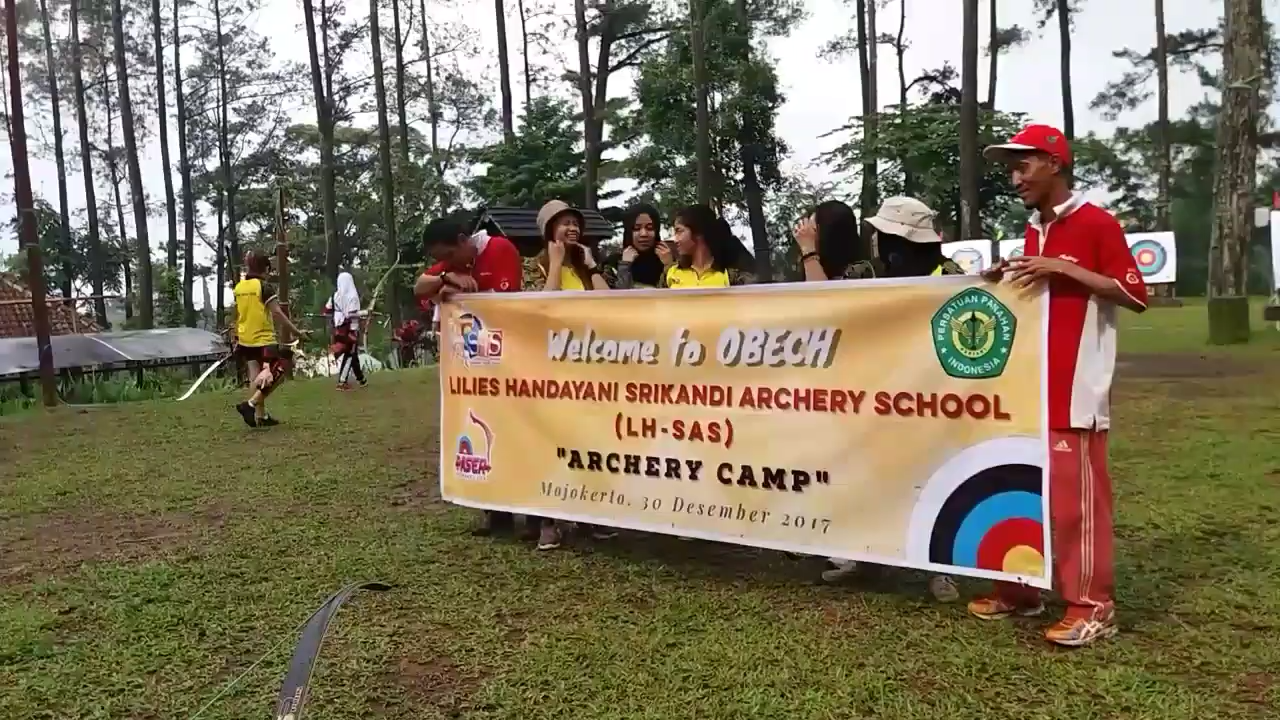 Welcome to OBECH
LILIES HANDAYANI SRIKANDI ARCHERY SCHOOL
(LH-SAS)
"ARCHERY CAMP"
Mojokerto, 30 Desember 2017
PERSATUAN PANAHAN
INDONESIA